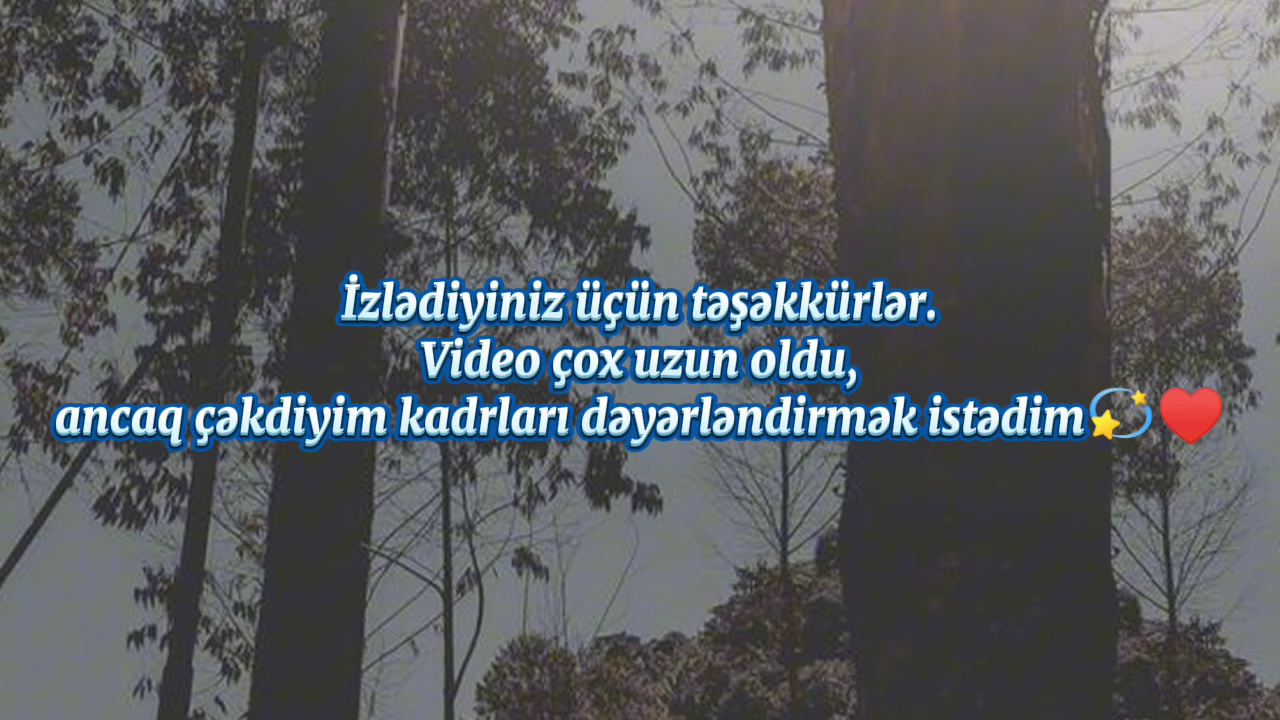 İzlədiyiniz üçün təşəkkürlər.
Video çox uzun oldu,
ancaq çəkdiyim kadrları dəyərləndirmək istədim💫♥️